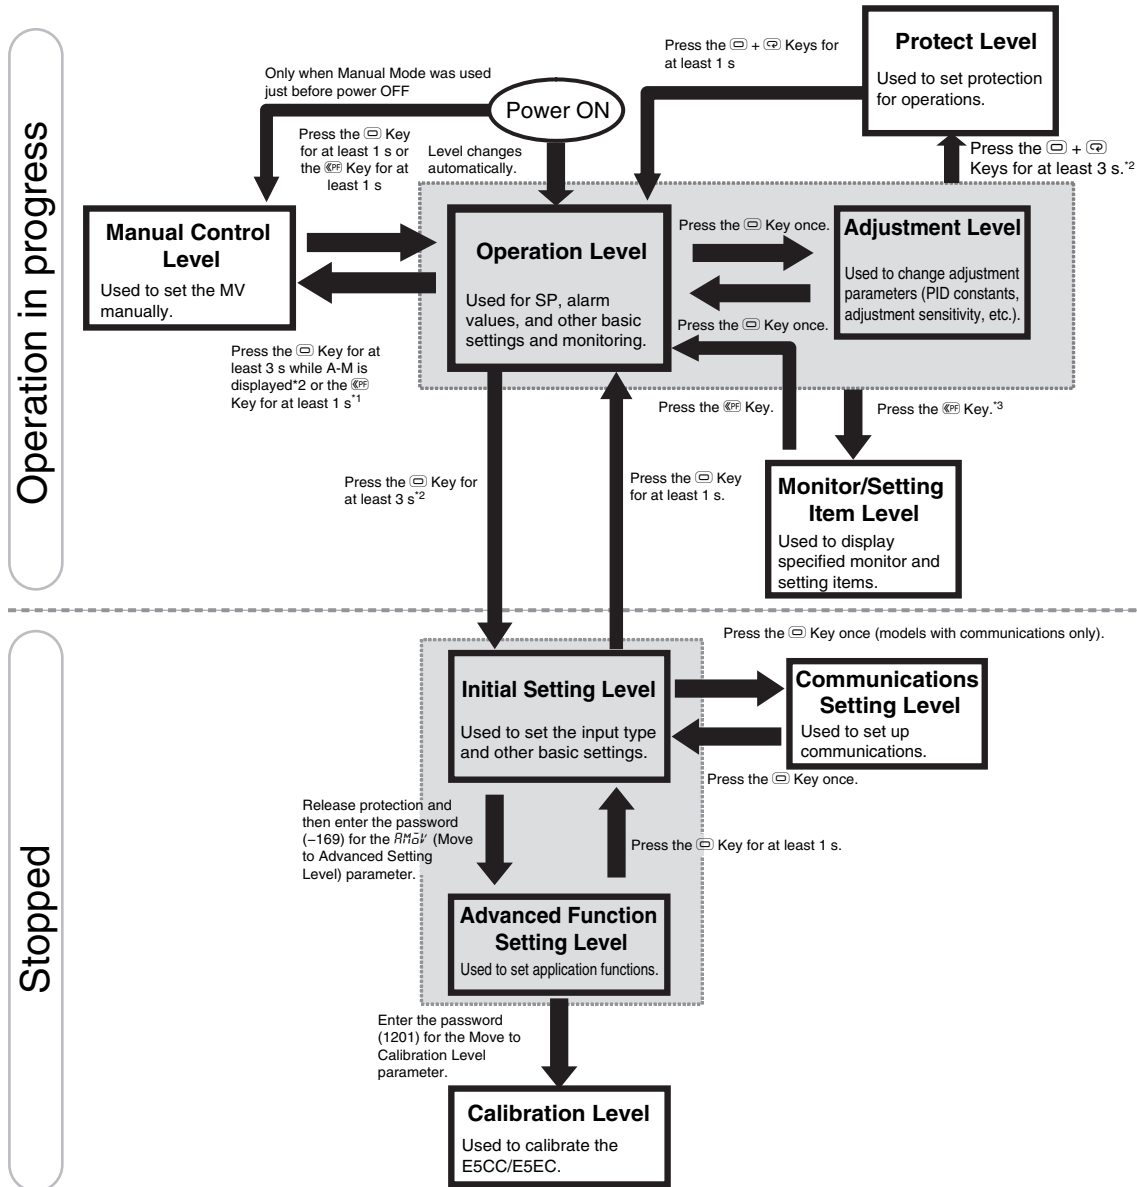 Operation in progress
Stopped
Protect Level
Used to set protection
for operations.
Press the Keys for
at least 1 s
Press the + Keys for
Only when Manual Mode was used
just before power OFF
Power ON
Press the Key
for at least 1 s or
the PF Key for at
least 1 s
Level changes
automatically.
Press the +
Keys for at least 3 s.*2
Manual Control
Level
Used to set the MV
manually.
Operation Level
Used for SP, alarm
values, and other basic
settings and monitoring.
Press the Key once.
Adjustment Level
Used to change adjustment
parameters (PID constants,
adjustment sensitivity, etc.).
Press the Key once.
Press the Key for at
least 3 s while A-M is
displayed*2 or the PF
Key for at least 1 s*1
Press the PF Key.
Press the PF Key.*3
Press the Key for
at least 3 s*2
Press the Key
for at least 1 s.
Monitor/Setting
Item Level
Used to display
specified monitor and
setting items.
Press the Key once (models with communications only).
Initial Setting Level
Used to set the input type
and other basic settings.
Communications
Setting Level
Used to set up
communications.
Press the Key once.
Release protection and
then enter the password
(−169) for the AMoV (Move
to Advanced Setting
Level) parameter.
Press the Key for at least 1 s.
Advanced Function
Setting Level
Used to set application functions.
Enter the password
(1201) for the Move to
Calibration Level
parameter.
Calibration Level
Used to calibrate the
E5CC/E5EC.